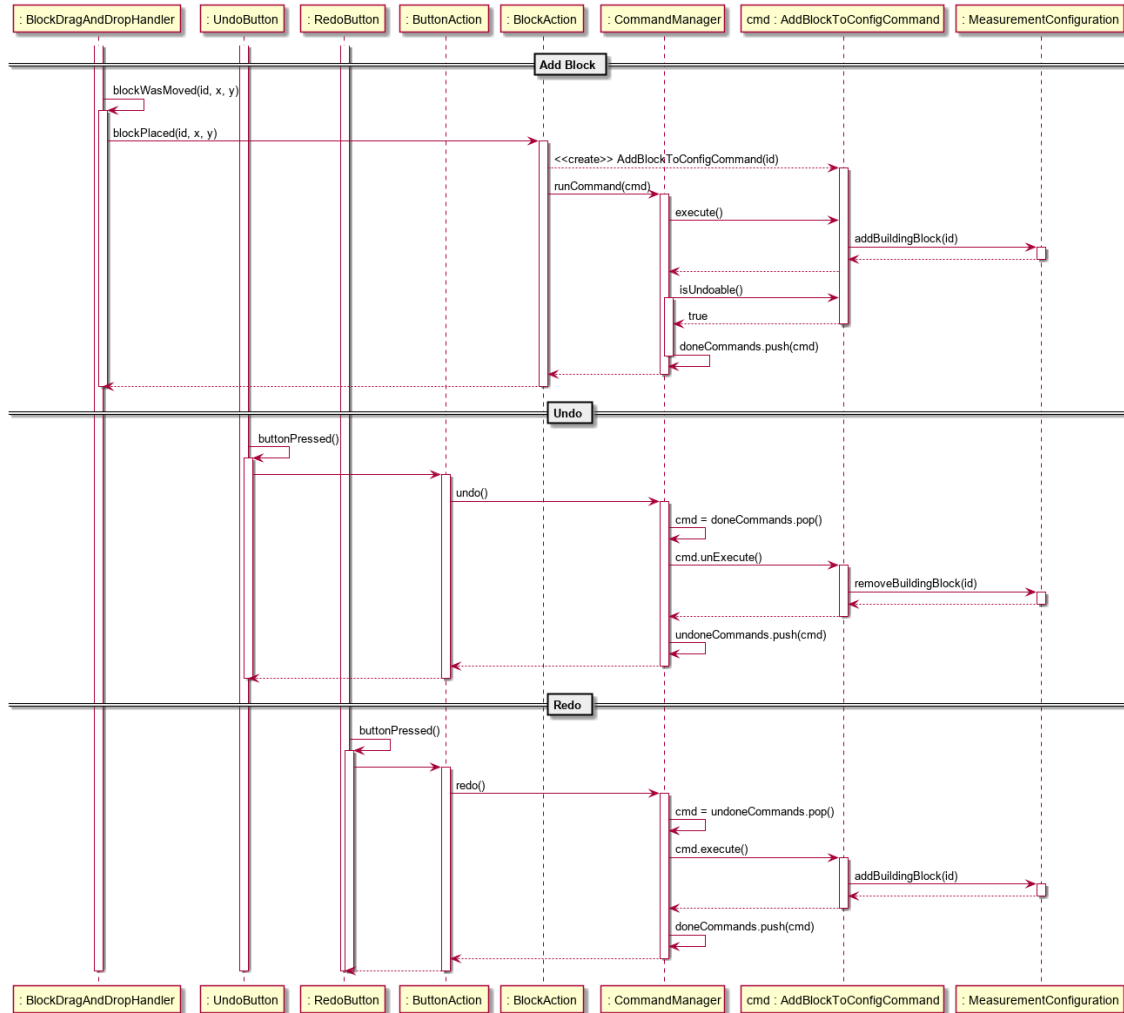 : BlockDragAndDropHandler : UndoButton : RedoButton : ButtonAction : BlockAction : CommandManager cmd : AddBlockToConfigCommand : MeasurementConfiguration
Add Block
blockWasMoved(id, x, y)
blockPlaced(id, x, y)
<<create>> AddBlockToConfigCommand(id)
runCommand(cmd)
execute()
addBuildingBlock(id)
isUndoable()
true
doneCommands.push(cmd)
Undo
buttonPressed()
undo()
cmd = doneCommands.pop()
cmd.unExecute()
removeBuildingBlock(id)
undoneCommands.push(cmd)
Redo
buttonPressed()
redo()
cmd = undoneCommands.pop()
cmd.execute()
addBuildingBlock(id)
doneCommands.push(cmd)
: BlockDragAndDropHandler : UndoButton : RedoButton : ButtonAction : BlockAction : CommandManager cmd : AddBlockToConfigCommand : MeasurementConfiguration